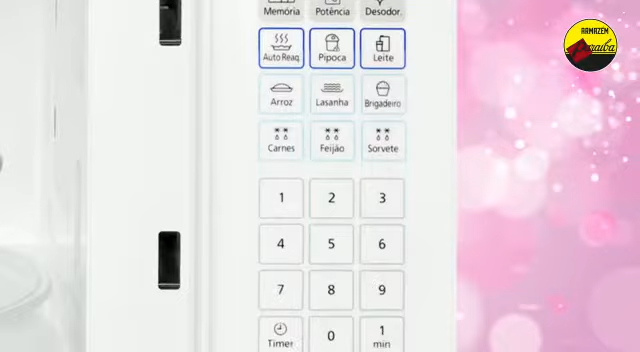 Memória Potência Desodor.
Auto Reaq. Pipoca Leite
Arroz Lasanha Brigadeiro
Carnes Feijão Sorvete
1 2 3
4 5 6
7 8 9
Timer 0 1 min
ARMAZEM
Paraíba